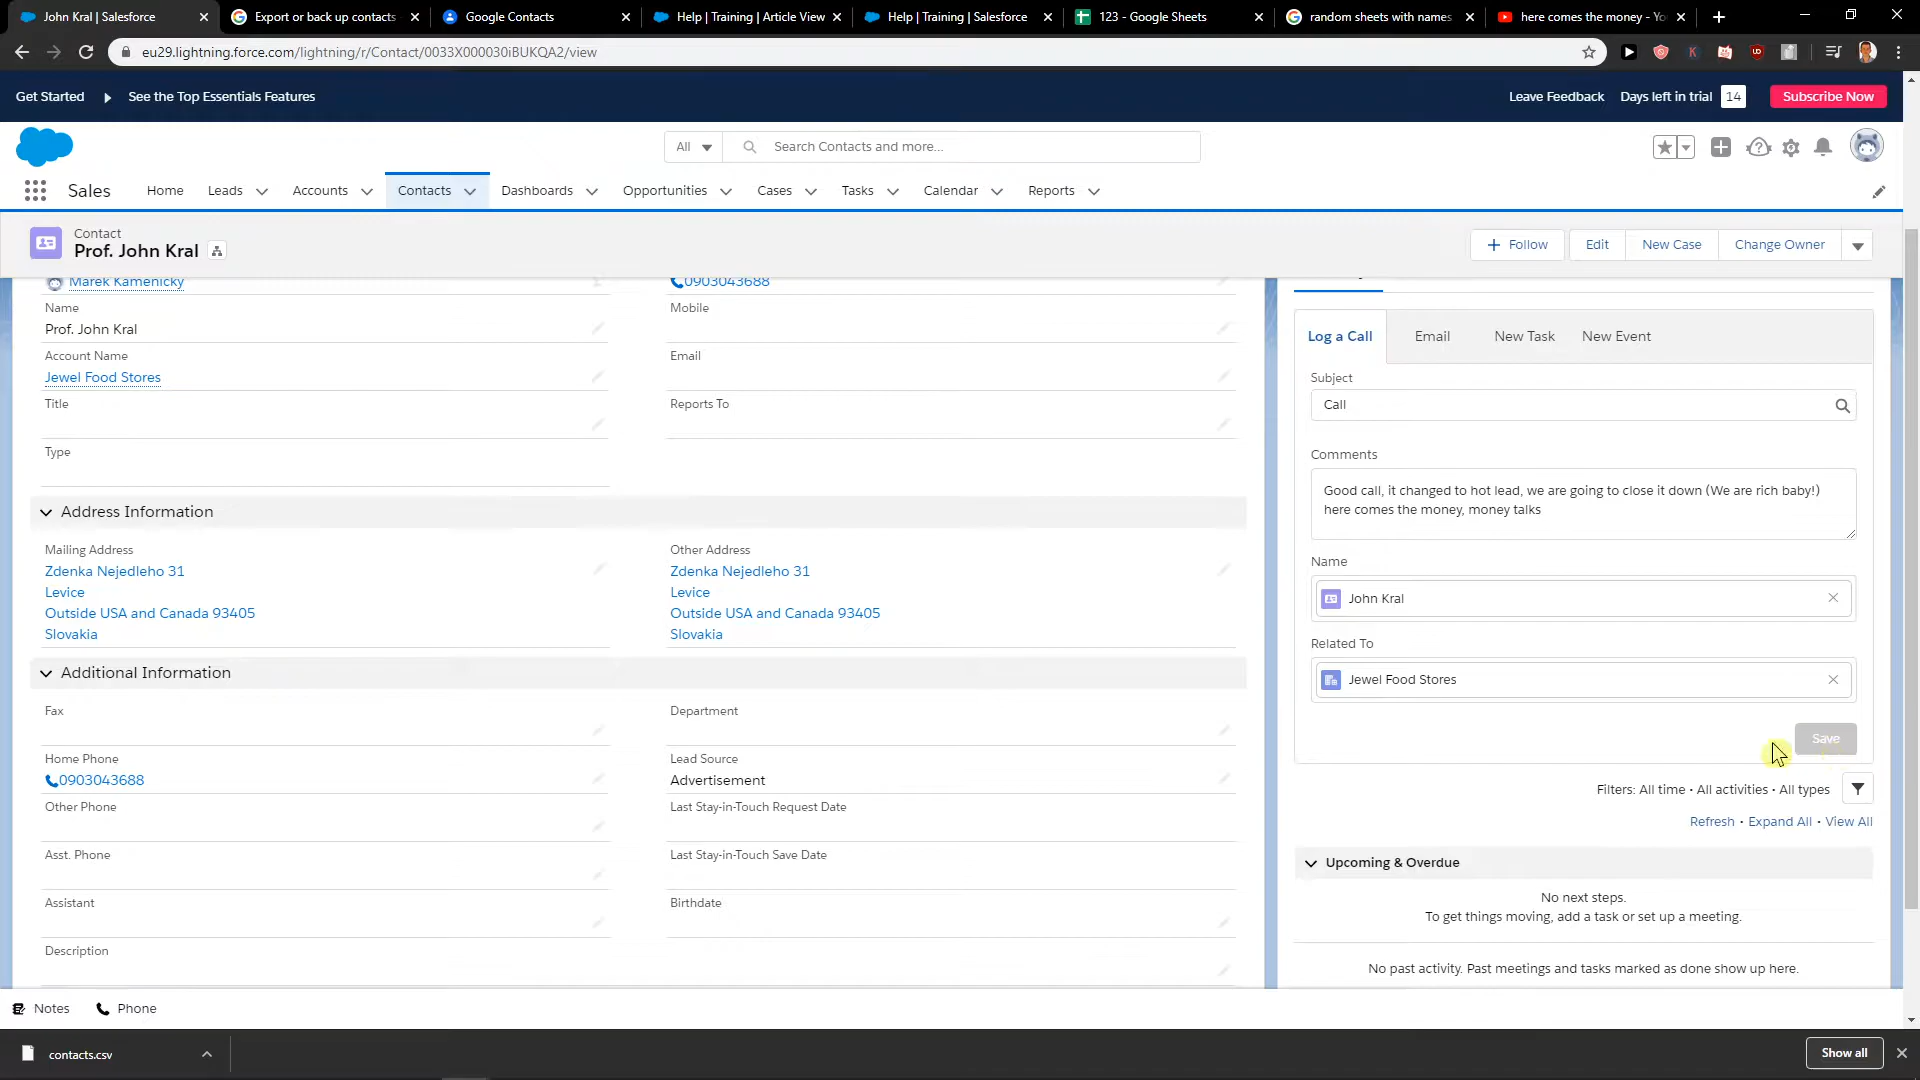 John Kral | Salesforce
Export or back up contacts
Google Contacts
Help | Training | Article View
Help | Training | Salesforce
123 - Google Sheets
random sheets with names
here comes the money - Yo
eu29.lightning.force.com/lightning/r/Contact/0033X000030iBUKQA2/view
Get Started
See the Top Essentials Features
Leave Feedback
Days left in trial 14
Subscribe Now
All
Search Contacts and more...
Sales
Home
Leads
Accounts
Contacts
Dashboards
Opportunities
Cases
Tasks
Calendar
Reports
Contact
Prof. John Kral
Follow
Edit
New Case
Change Owner
Marek Kamenicky
0903043688
Name
Prof. John Kral
Mobile
Account Name
Jewel Food Stores
Email
Title
Reports To
Type
Address Information
Mailing Address
Zdenka Nejedleho 31
Levice
Outside USA and Canada 93405
Slovakia
Other Address
Zdenka Nejedleho 31
Levice
Outside USA and Canada 93405
Slovakia
Additional Information
Fax
Department
Home Phone
0903043688
Lead Source
Advertisement
Other Phone
Last Stay-in-Touch Request Date
Asst. Phone
Last Stay-in-Touch Save Date
Assistant
Birthdate
Description
Log a Call
Email
New Task
New Event
Subject
Call
Comments
Good call, it changed to hot lead, we are going to close it down (We are rich baby!)
here comes the money, money talks
Name
John Kral
Related To
Jewel Food Stores
Save
Filters: All time • All activities • All types
Refresh • Expand All • View All
Upcoming & Overdue
No next steps.
To get things moving, add a task or set up a meeting.
No past activity. Past meetings and tasks marked as done show up here.
Notes
Phone
contacts.csv
Show all